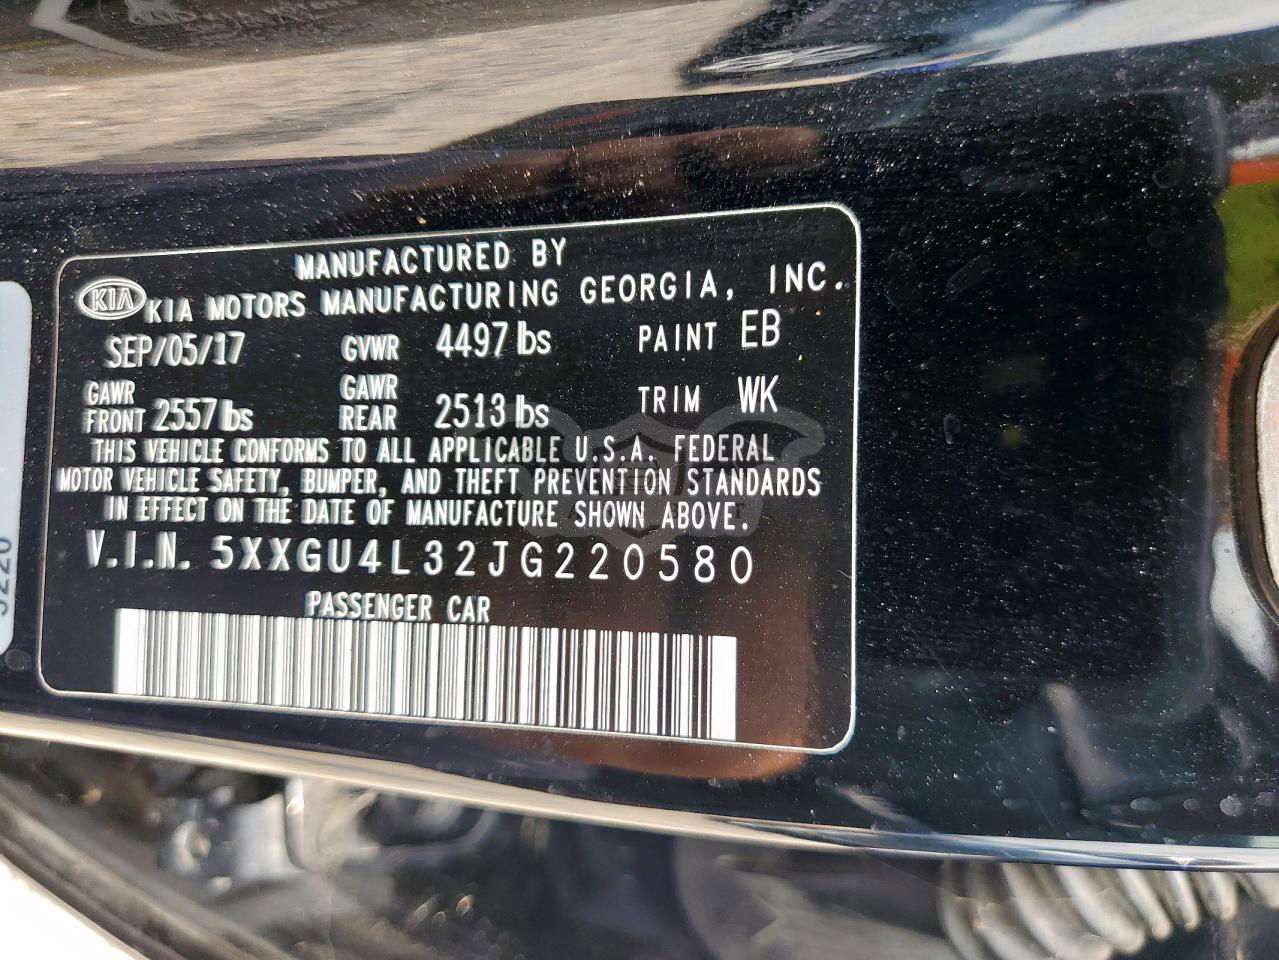 MANUFACTURED BY
KIA KIA MOTORS MANUFACTURING GEORGIA, INC.
SEP/05/17 GVWR 4497 lbs PAINT EB
GAWR FRONT 2557 lbs GAWR REAR 2513 lbs TRIM WK
THIS VEHICLE CONFORMS TO ALL APPLICABLE U.S.A. FEDERAL
MOTOR VEHICLE SAFETY, BUMPER, AND THEFT PREVENTION STANDARDS
IN EFFECT ON THE DATE OF MANUFACTURE SHOWN ABOVE.
V.I.N. 5XXGU4L32JG220580
PASSENGER CAR